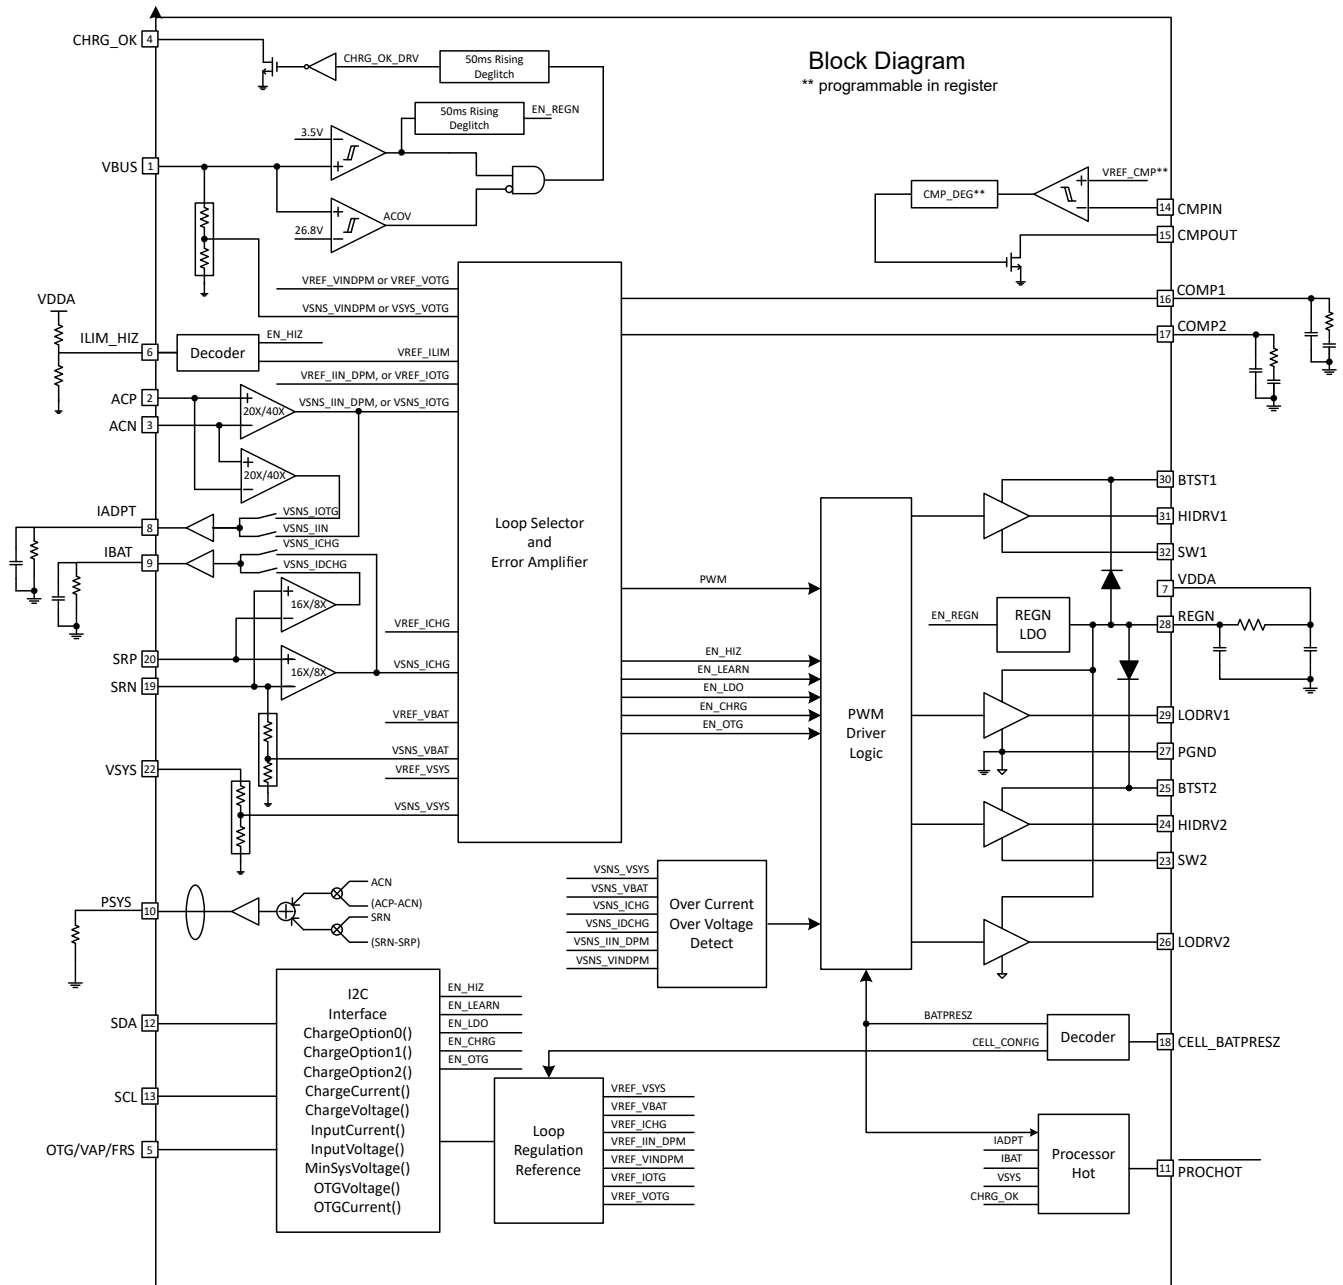 Block Diagram
** programmable in register
CHRG_OK
4
CHRG_OK_DRV
50ms Rising
Deglitch
50ms Rising
Deglitch
EN_REGN
3.5V
−
+
VBUS
1
+
−
26.8V
ACOV
VREF_CMP**
+
−
CMP_DEG**
14
CMPIN
15
CMPOUT
VREF_VINDPM or VREF_VOTG
VSNS_VINDPM or VSYS_VOTG
16
COMP1
17
COMP2
VDDA
ILIM_HIZ
6
Decoder
EN_HIZ
VREF_ILIM
VREF_IIN_DPM, or VREF_IOTG
VSNS_IIN_DPM, or VSNS_IOTG
ACP
2
ACN
3
+
20X/40X
−
+
20X/40X
−
IADPT
8
VSNS_IOTG
VSNS_IIN
IBAT
9
VSNS_ICHG
VSNS_IDCHG
+
16X/8X
−
SRP
20
SRN
19
+
16X/8X
−
VREF_ICHG
VSNS_ICHG
VREF_VBAT
VSNS_VBAT
VREF_VSYS
VSNS_VSYS
VSYS
22
Loop Selector
and
Error Amplifier
PWM
EN_HIZ
EN_LEARN
EN_LDO
EN_CHRG
EN_OTG
PWM
Driver
Logic
30
BTST1
31
HIDRV1
32
SW1
7
VDDA
EN_REGN
REGN
LDO
28
REGN
29
LODRV1
27
PGND
25
BTST2
24
HIDRV2
23
SW2
26
LODRV2
PSYS
10
ACN
(ACP-ACN)
SRN
(SRN-SRP)
VSNS_VSYS
VSNS_VBAT
VSNS_ICHG
VSNS_IDCHG
VSNS_IIN_DPM
VSNS_VINDPM
Over Current
Over Voltage
Detect
SDA
12
SCL
13
OTG/VAP/FRS
5
I2C
Interface
ChargeOption0()
ChargeOption1()
ChargeOption2()
ChargeCurrent()
ChargeVoltage()
InputCurrent()
InputVoltage()
MinSysVoltage()
OTGVoltage()
OTGCurrent()
EN_HIZ
EN_LEARN
EN_LDO
EN_CHRG
EN_OTG
Loop
Regulation
Reference
VREF_VSYS
VREF_VBAT
VREF_ICHG
VREF_IIN_DPM
VREF_VINDPM
VREF_IOTG
VREF_VOTG
BATPRESZ
CELL_CONFIG
Decoder
18
CELL_BATPRESZ
IADPT
IBAT
VSYS
CHRG_OK
Processor
Hot
11
PROCHOT